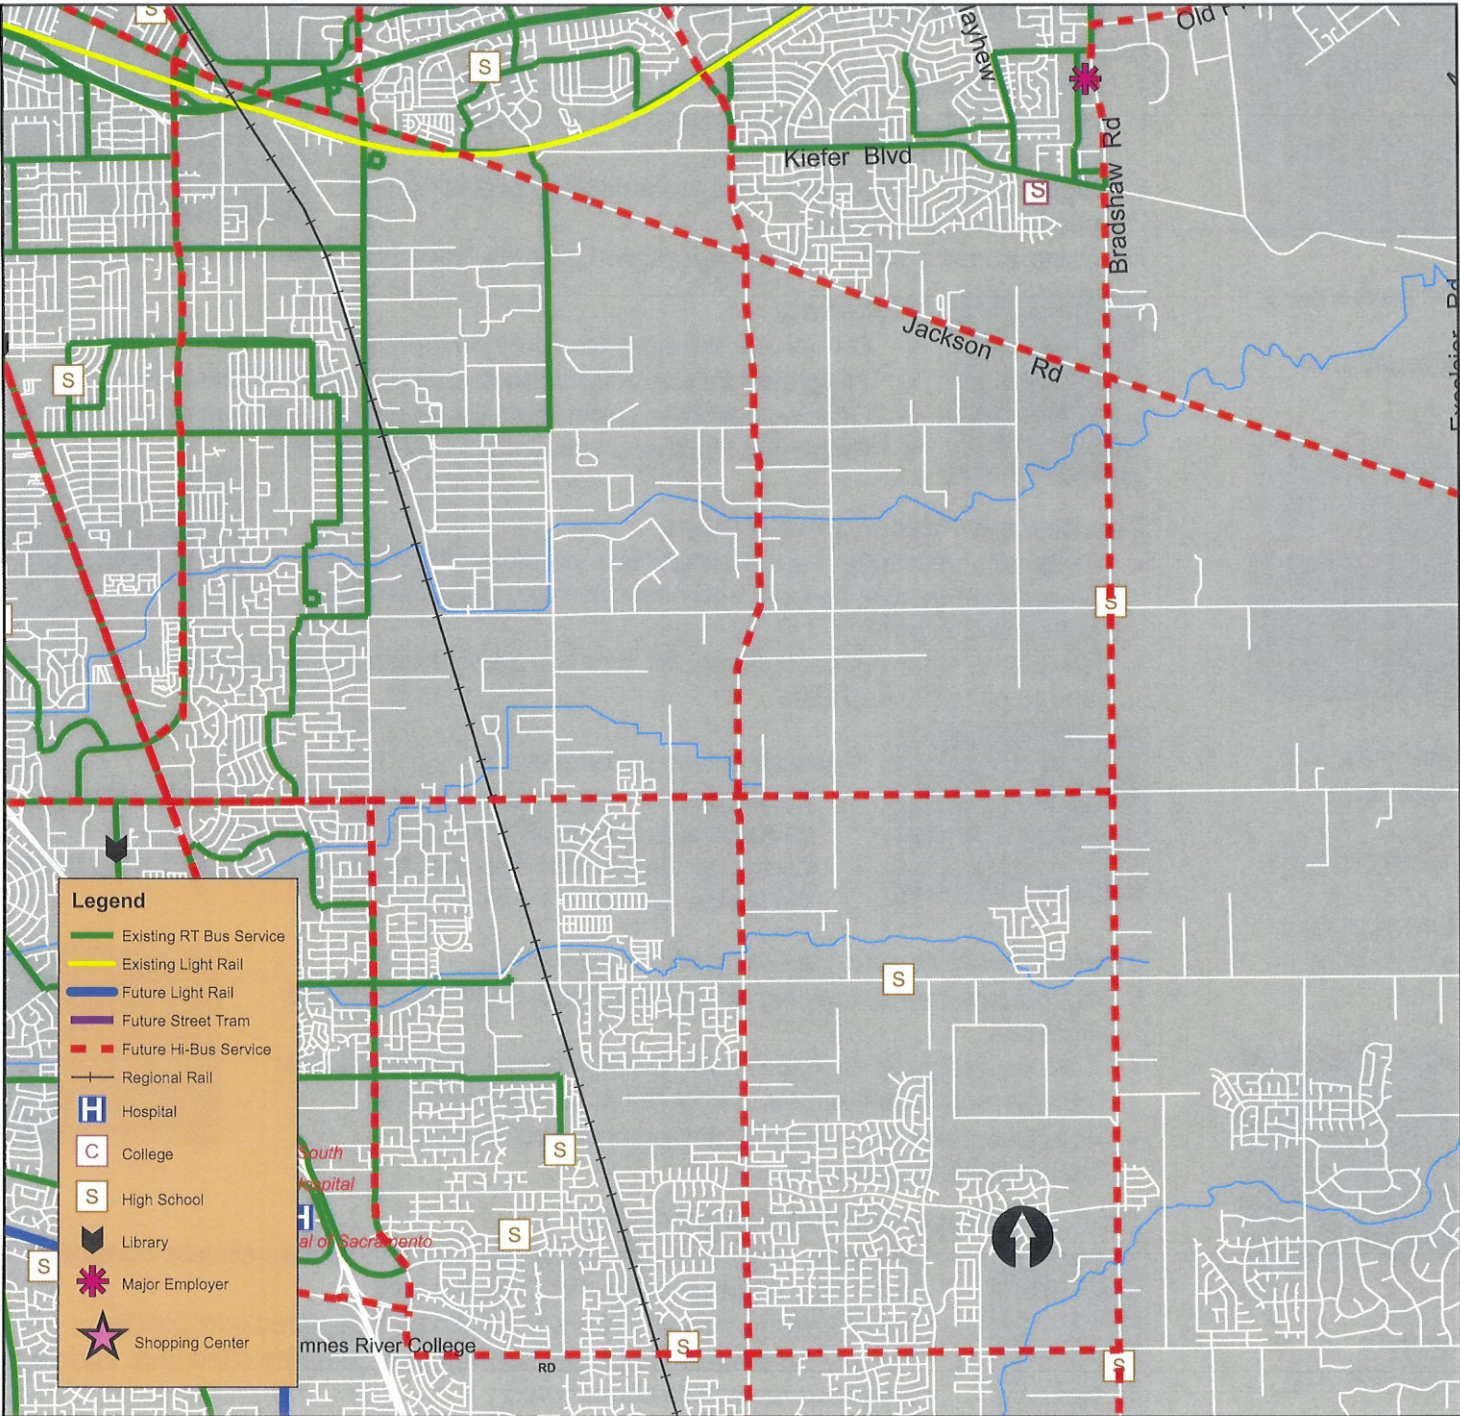 S
S
Mayhew
Old
Kiefer Blvd
S
Bradshaw Rd
Jackson
Rd
Excelsior Rd
S
S
S
Legend
Existing RT Bus Service
Existing Light Rail
Future Light Rail
Future Street Tram
Future Hi-Bus Service
Regional Rail
H Hospital
C College
S High School
Library
Major Employer
Shopping Center
South
Hospital
H
al of Sacramento
S
S
S
mnes River College
RD
S
S